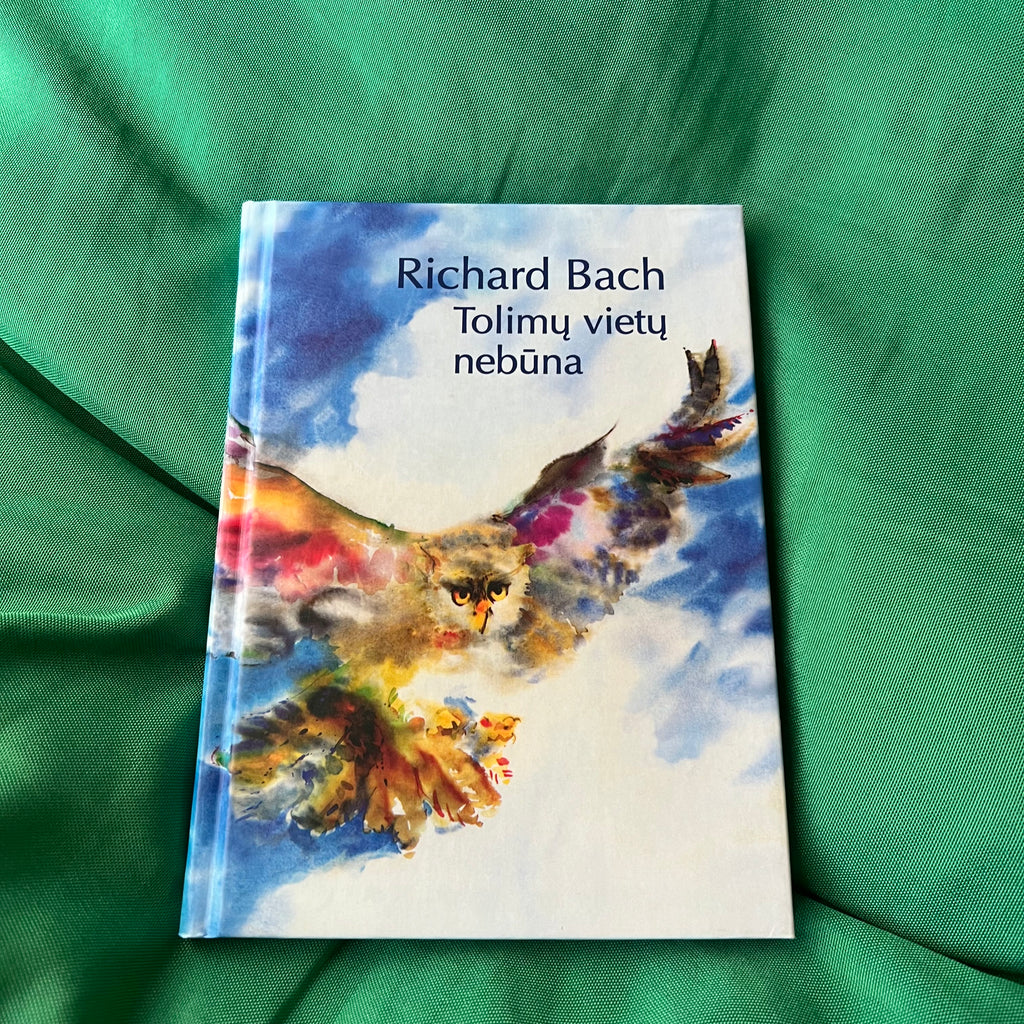 Richard Bach
Tolimų vietų
nebūna